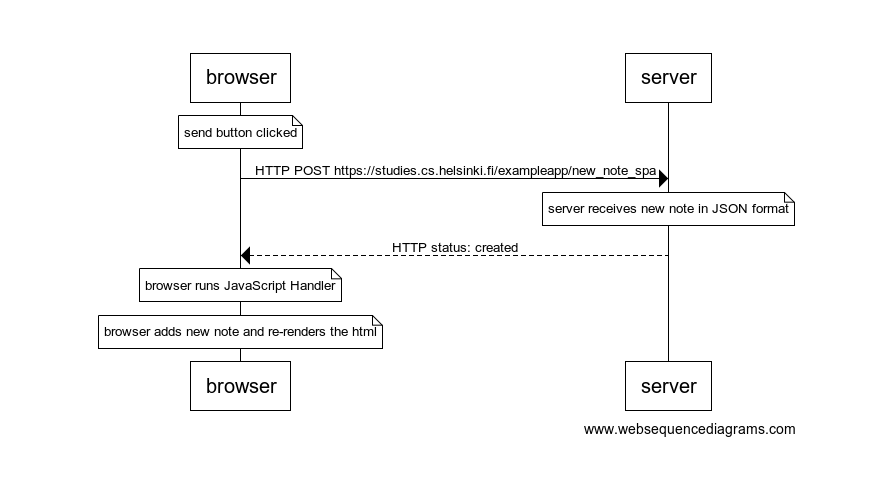 browser
server
send button clicked
HTTP POST https://studies.cs.helsinki.fi/exampleapp/new_note_spa
server receives new note in JSON format
HTTP status: created
browser runs JavaScript Handler
browser adds new note and re-renders the html
browser
server
www.websequencediagrams.com